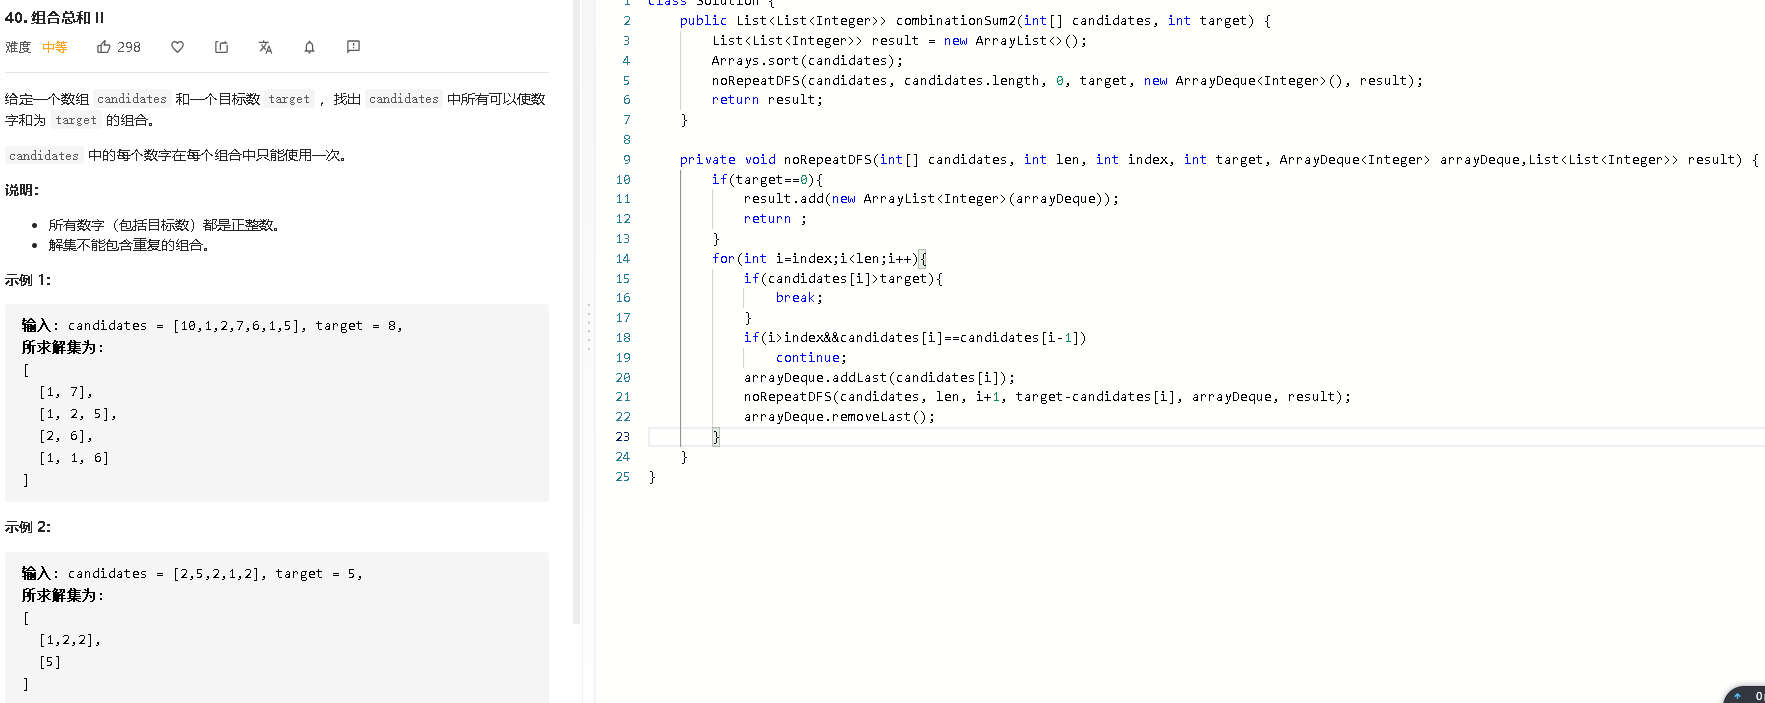 40. 组合总和 II
难度 中等 298
给定一个数组 candidates 和一个目标数 target ，找出 candidates 中所有可以使数
字和为 target 的组合。
candidates 中的每个数字在每个组合中只能使用一次。
说明：
所有数字（包括目标数）都是正整数。
解集不能包含重复的组合。
示例 1:
输入: candidates = [10,1,2,7,6,1,5], target = 8,
所求解集为:
[
[1, 7],
[1, 2, 5],
[2, 6],
[1, 1, 6]
]
示例 2:
输入: candidates = [2,5,2,1,2], target = 5,
所求解集为:
[
[1,2,2],
[5]
]
1 class Solution {
2 public List<List<Integer>> combinationSum2(int[] candidates, int target) {
3 List<List<Integer>> result = new ArrayList<>();
4 Arrays.sort(candidates);
5 noRepeatDFS(candidates, candidates.length, 0, target, new ArrayDeque<Integer>(), result);
6 return result;
7 }
8
9 private void noRepeatDFS(int[] candidates, int len, int index, int target, ArrayDeque<Integer> arrayDeque,List<List<Integer>> result) {
10 if(target==0){
11 result.add(new ArrayList<Integer>(arrayDeque));
12 return ;
13 }
14 for(int i=index;i<len;i++){
15 if(candidates[i]>target){
16 break;
17 }
18 if(i>index&&candidates[i]==candidates[i-1])
19 continue;
20 arrayDeque.addLast(candidates[i]);
21 noRepeatDFS(candidates, len, i+1, target-candidates[i], arrayDeque, result);
22 arrayDeque.removeLast();
23 }
24 }
25 }